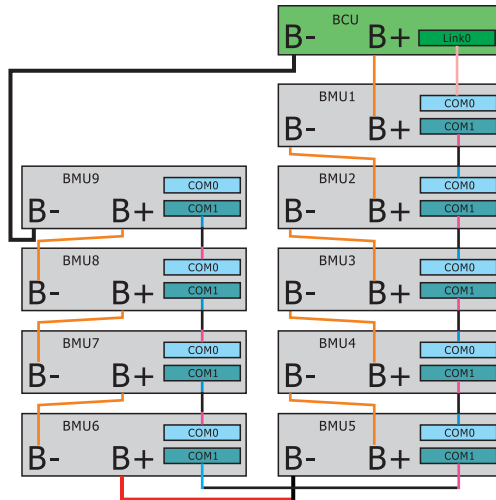 BCU
B- B+ Link0
BMU1
COM0
B- B+ COM1
BMU9
COM0
B- B+ COM1
BMU2
COM0
B- B+ COM1
BMU8
COM0
B- B+ COM1
BMU3
COM0
B- B+ COM1
BMU7
COM0
B- B+ COM1
BMU4
COM0
B- B+ COM1
BMU6
COM0
B- B+ COM1
BMU5
COM0
B- B+ COM1